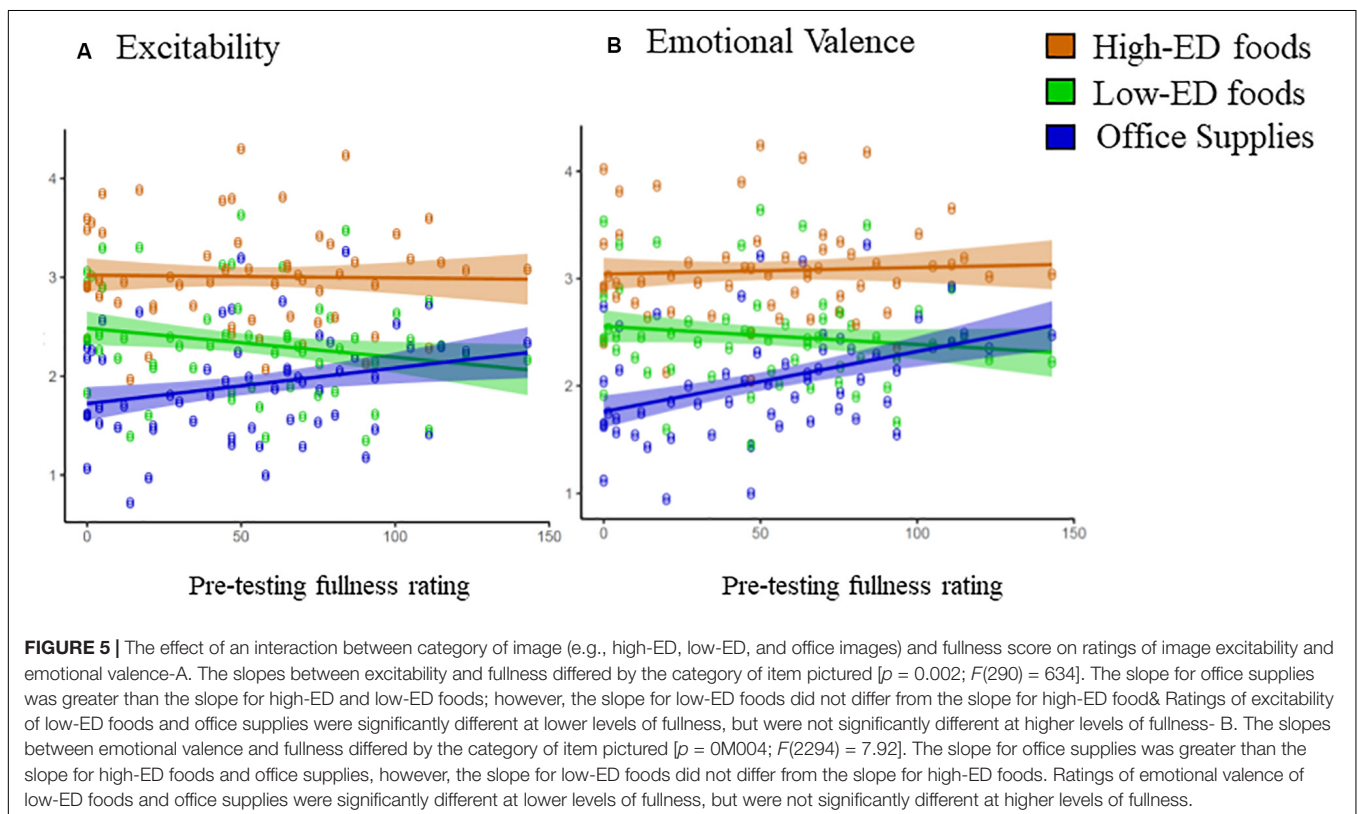 A Excitability
B Emotional Valence
High-ED foods
Low-ED foods
Office Supplies
4
3
2
1
0
50
100
150
Pre-testing fullness rating
4
3
2
1
0
50
100
150
Pre-testing fullness rating
FIGURE 5 | The effect of an interaction between category of image (e.g., high-ED, low-ED, and office images) and fullness score on ratings of image excitability and
emotional valence-A. The slopes between excitability and fullness differed by the category of item pictured [p = 0.002; F(290) = 634]. The slope for office supplies
was greater than the slope for high-ED and low-ED foods; however, the slope for low-ED foods did not differ from the slope for high-ED food& Ratings of excitability
of low-ED foods and office supplies were significantly different at lower levels of fullness, but were not significantly different at higher levels of fullness- B. The slopes
between emotional valence and fullness differed by the category of item pictured [p = 0M004; F(2294) = 7.92]. The slope for office supplies was greater than the
slope for high-ED foods and office supplies, however, the slope for low-ED foods did not differ from the slope for high-ED foods. Ratings of emotional valence of
low-ED foods and office supplies were significantly different at lower levels of fullness, but were not significantly different at higher levels of fullness.